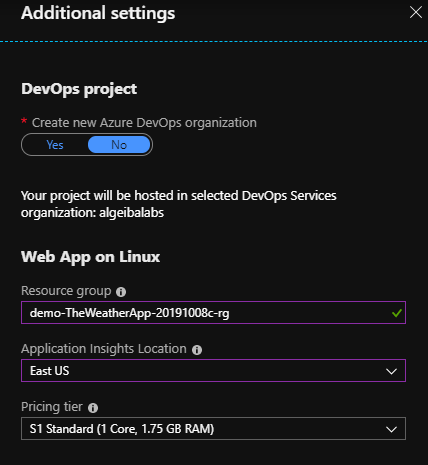 Additional settings
DevOps project
* Create new Azure DevOps organization
Yes No
Your project will be hosted in selected DevOps Services
organization: algeibalabs
Web App on Linux
Resource group
demo-TheWeatherApp-20191008c-rg
Application Insights Location
East US
Pricing tier
S1 Standard (1 Core, 1.75 GB RAM)